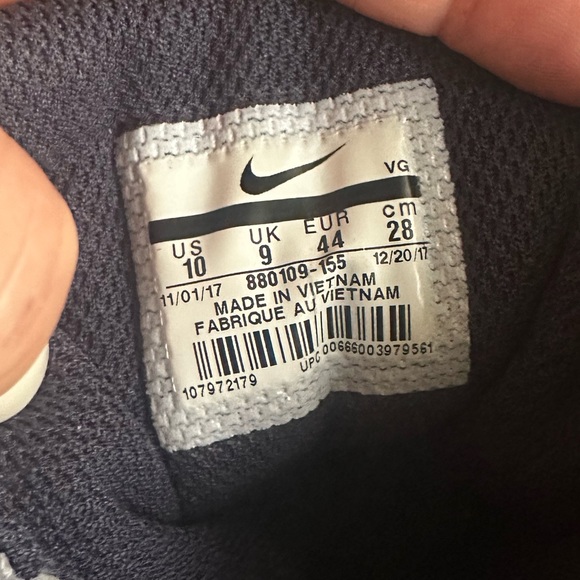 VG
US UK EUR cm
10 9 44 28
11/01/17 880109-155 12/20/17
MADE IN VIETNAM
FABRIQUE AU VIETNAM
107972179 UPC 00666003979561